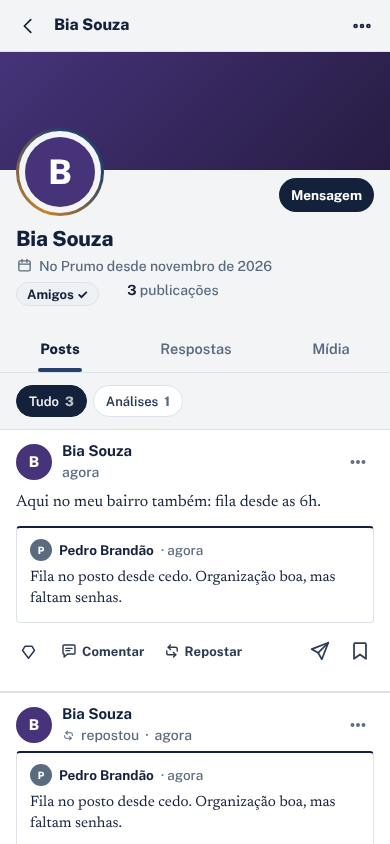 Bia Souza
B
Mensagem
Bia Souza
No Prumo desde novembro de 2026
Amigos ✓ 3 publicações
Posts Respostas Mídia
Tudo 3 Análises 1
B
Bia Souza
agora
Aqui no meu bairro também: fila desde as 6h.
P Pedro Brandão · agora
Fila no posto desde cedo. Organização boa, mas
faltam senhas.
Comentar Repostar
B
Bia Souza
repostou · agora
P Pedro Brandão · agora
Fila no posto desde cedo. Organização boa, mas
faltam senhas.